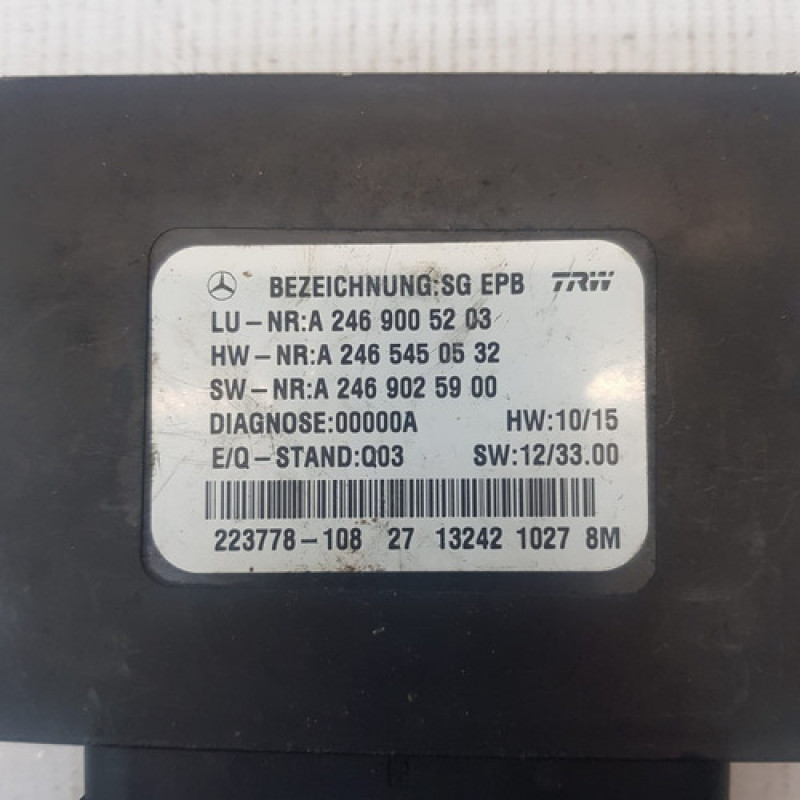 BEZEICHNUNG:SG EPB TRW
LU-NR:A 246 900 52 03
HW-NR:A 246 545 05 32
SW-NR:A 246 902 59 00
DIAGNOSE:00000A HW:10/15
E/Q-STAND:Q03 SW:12/33.00
223778-108 27 13242 1027 8M